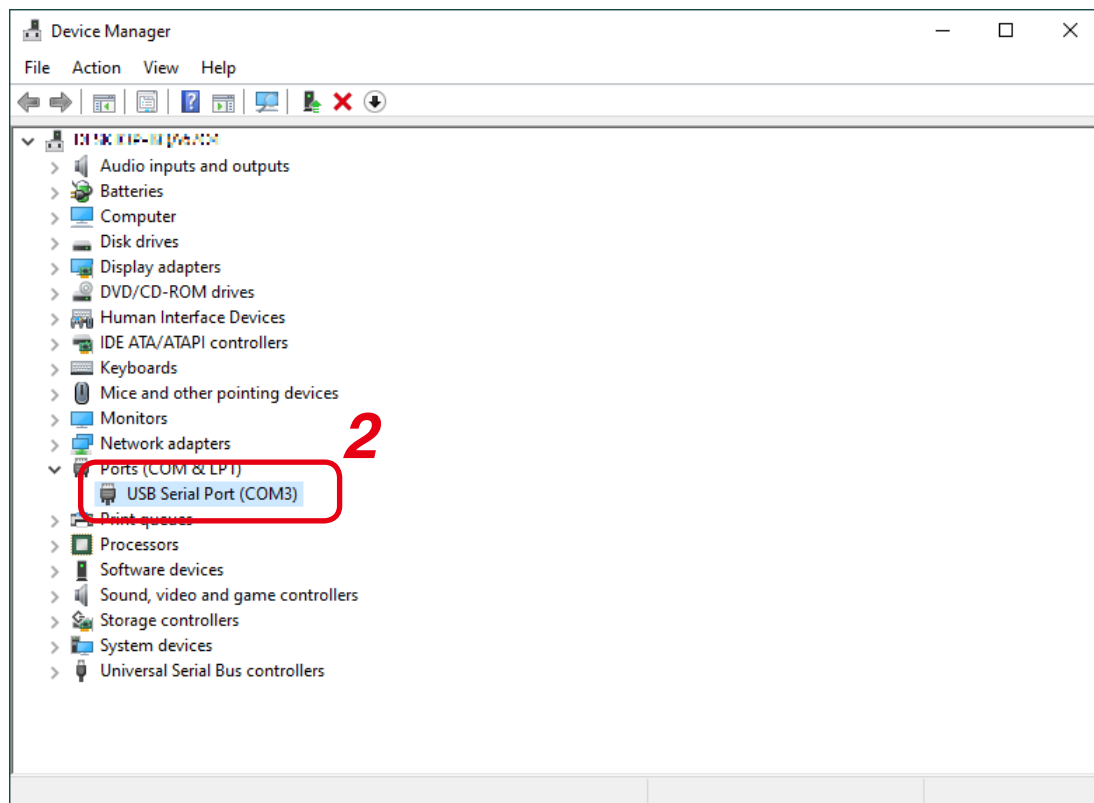 Device Manager
File Action View Help
Audio inputs and outputs
Batteries
Computer
Disk drives
Display adapters
DVD/CD-ROM drives
Human Interface Devices
IDE ATA/ATAPI controllers
Keyboards
Mice and other pointing devices
Monitors
2
Network adapters
Ports (COM & LPT)
USB Serial Port (COM3)
Print queues
Processors
Software devices
Sound, video and game controllers
Storage controllers
System devices
Universal Serial Bus controllers